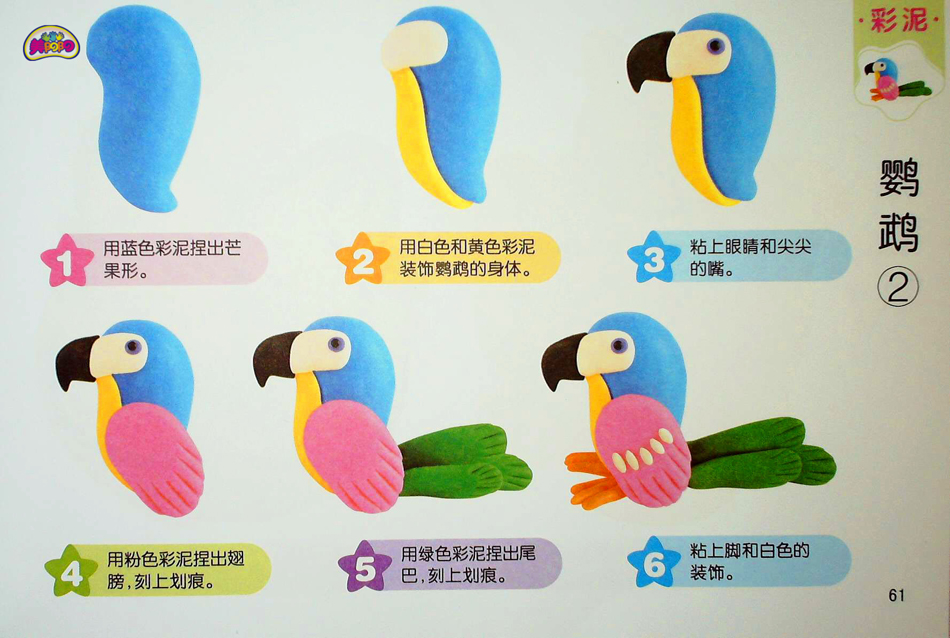 Mpopo
·彩泥·
鹦
鹉
②
1
用蓝色彩泥捏出芒
果形。
2
用白色和黄色彩泥
装饰鹦鹉的身体。
3
粘上眼睛和尖尖
的嘴。
4
用粉色彩泥捏出翅
膀,刻上划痕。
5
用绿色彩泥捏出尾
巴,刻上划痕。
6
粘上脚和白色的
装饰。
61